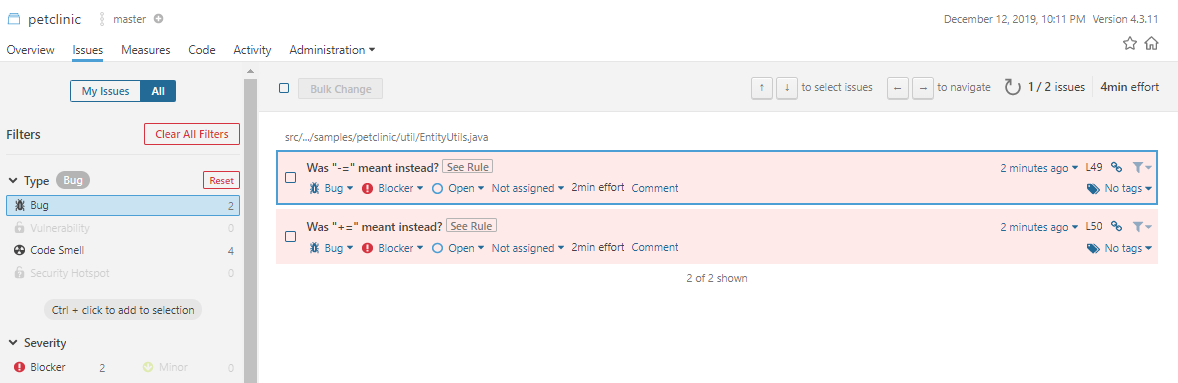 petclinic master December 12, 2019, 10:11 PM Version 4.3.11
Overview Issues Measures Code Activity Administration
My Issues All
Bulk Change ↑ ↓ to select issues ← → to navigate 1 / 2 issues 4min effort
Filters Clear All Filters
src/.../samples/petclinic/util/EntityUtils.java
Type Bug Reset
Bug 2
Vulnerability 0
Code Smell 4
Security Hotspot 0
Ctrl + click to add to selection
Severity
Blocker 2 Minor 0
Was "-=" meant instead? See Rule 2 minutes ago L49
Bug Blocker Open Not assigned 2min effort Comment No tags
Was "+=" meant instead? See Rule 2 minutes ago L50
Bug Blocker Open Not assigned 2min effort Comment No tags
2 of 2 shown